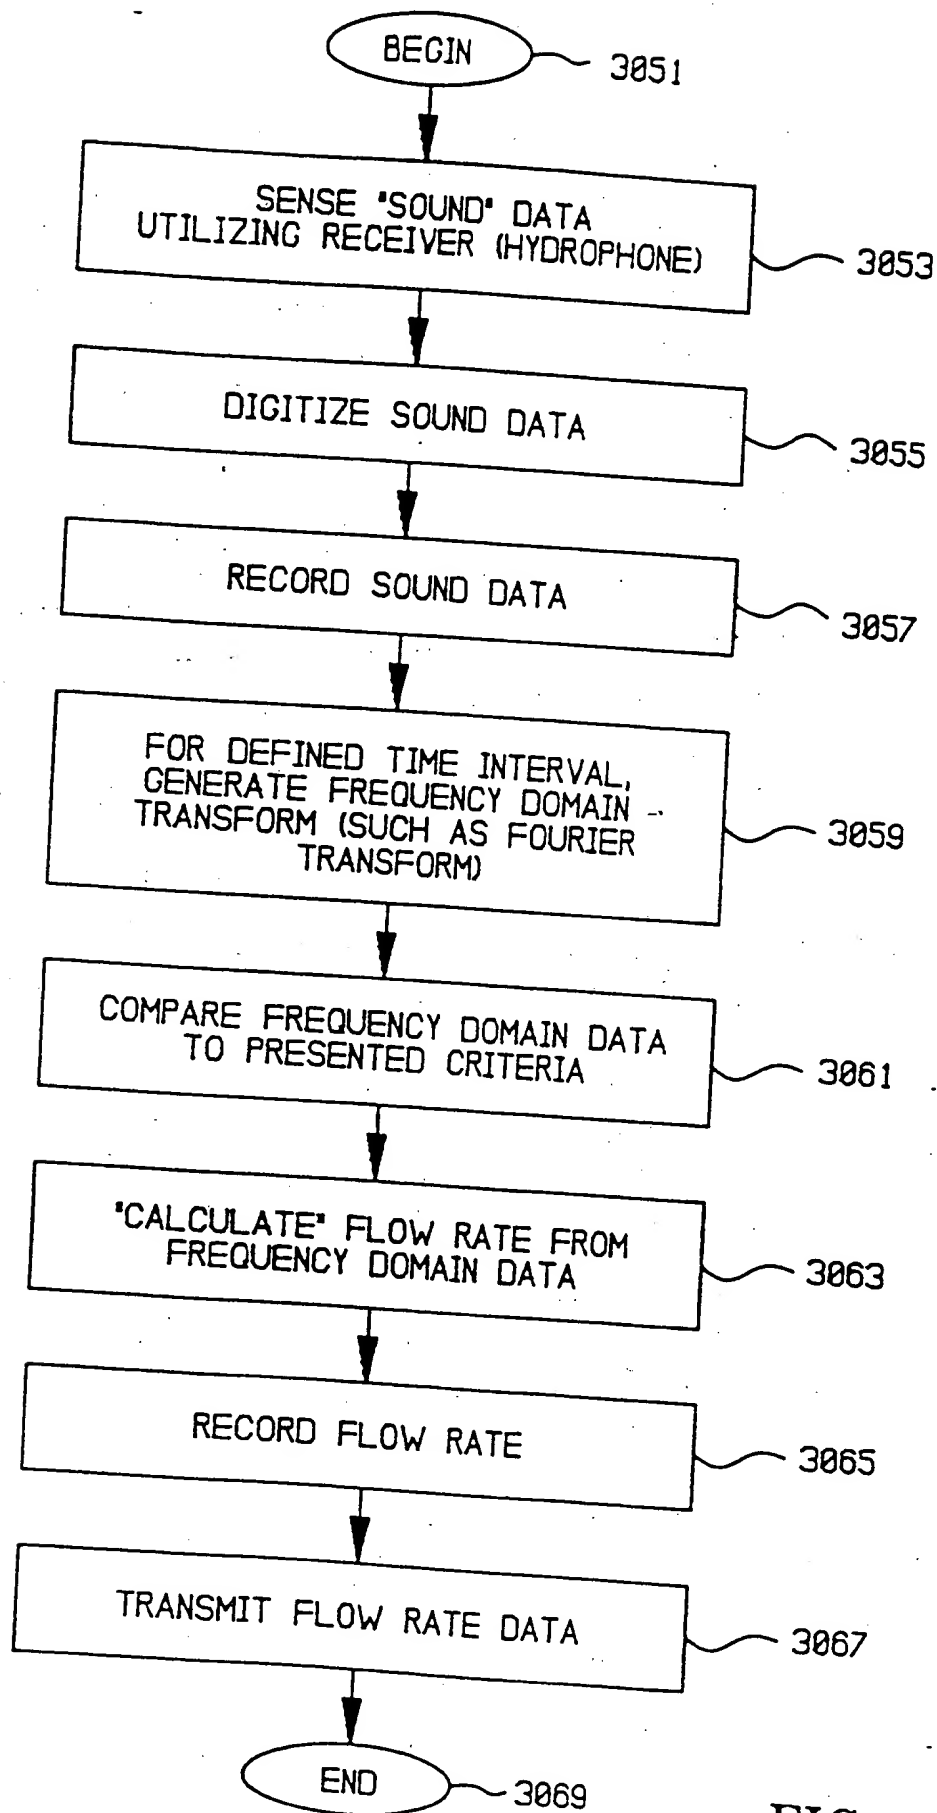 BEGIN
3051
SENSE "SOUND" DATA
UTILIZING RECEIVER (HYDROPHONE)
3053
DIGITIZE SOUND DATA
3055
RECORD SOUND DATA
3057
FOR DEFINED TIME INTERVAL,
GENERATE FREQUENCY DOMAIN
TRANSFORM (SUCH AS FOURIER
TRANSFORM)
3059
COMPARE FREQUENCY DOMAIN DATA
TO PRESENTED CRITERIA
3061
"CALCULATE" FLOW RATE FROM
FREQUENCY DOMAIN DATA
3063
RECORD FLOW RATE
3065
TRANSMIT FLOW RATE DATA
3067
END
3069